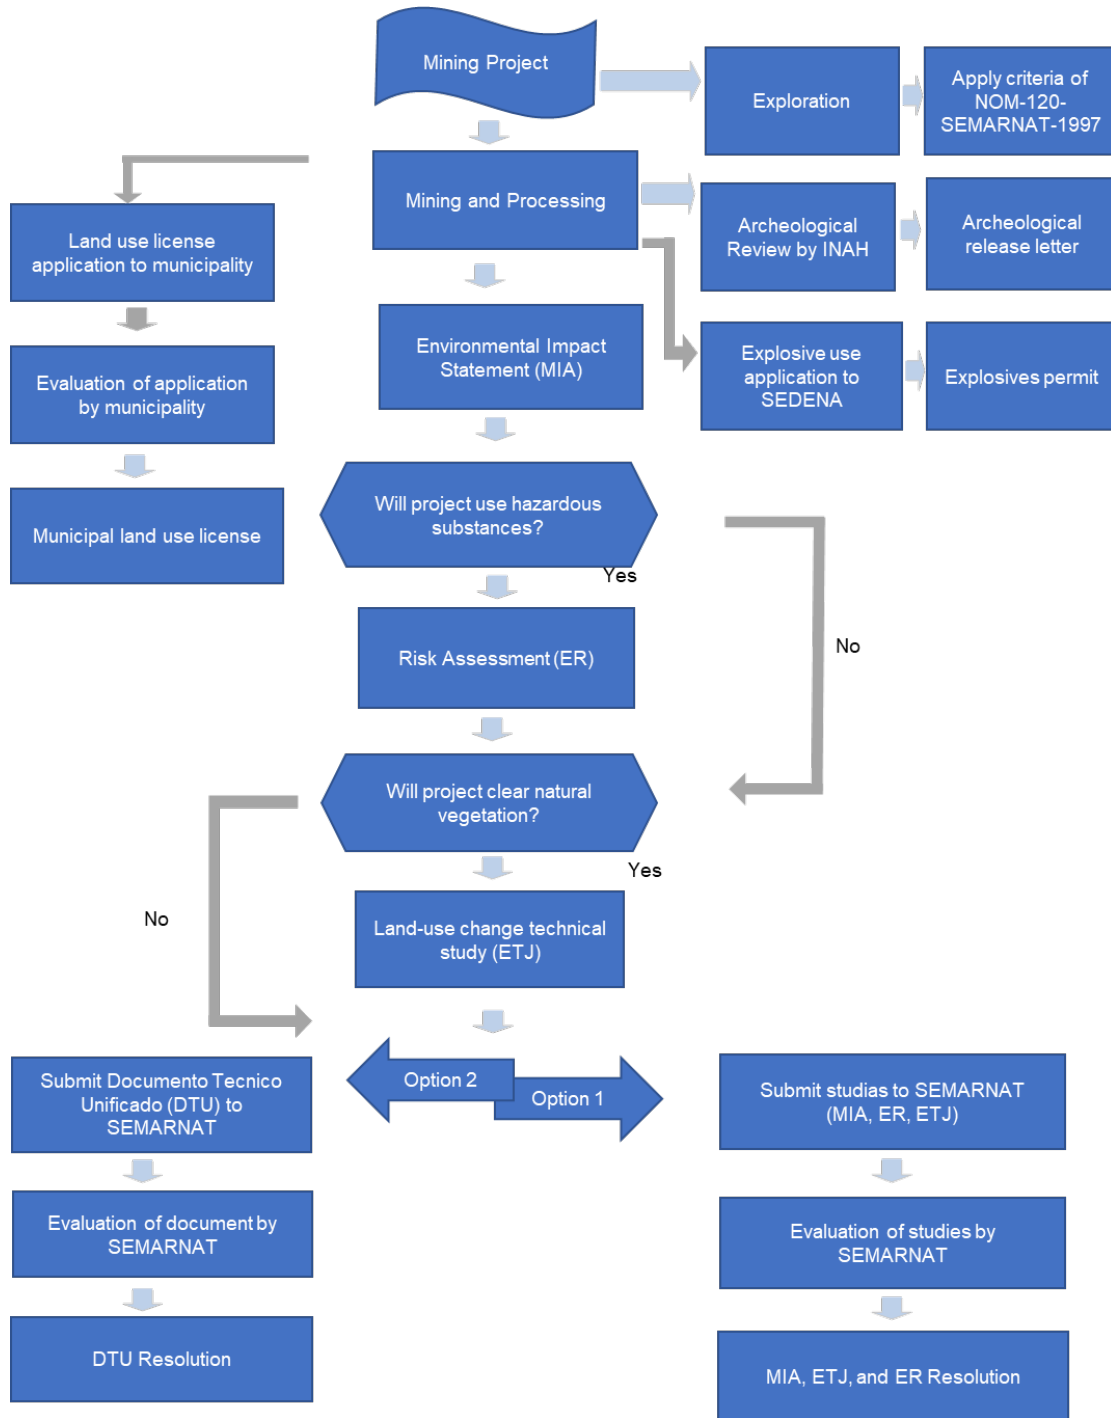 Mining Project
Exploration
Apply criteria of
NOM-120-
SEMARNAT-1997
Mining and Processing
Archeological
Review by INAH
Archeological
release letter
Land use license
application to municipality
Environmental Impact
Statement (MIA)
Explosive use
application to
SEDENA
Explosives permit
Evaluation of application
by municipality
Will project use hazardous
substances?
Municipal land use license
Yes
Risk Assessment (ER)
No
Will project clear natural
vegetation?
Yes
No
Land-use change technical
study (ETJ)
Submit Documento Tecnico
Unificado (DTU) to
SEMARNAT
Option 2
Option 1
Submit studias to SEMARNAT
(MIA, ER, ETJ)
Evaluation of document by
SEMARNAT
Evaluation of studies by
SEMARNAT
DTU Resolution
MIA, ETJ, and ER Resolution